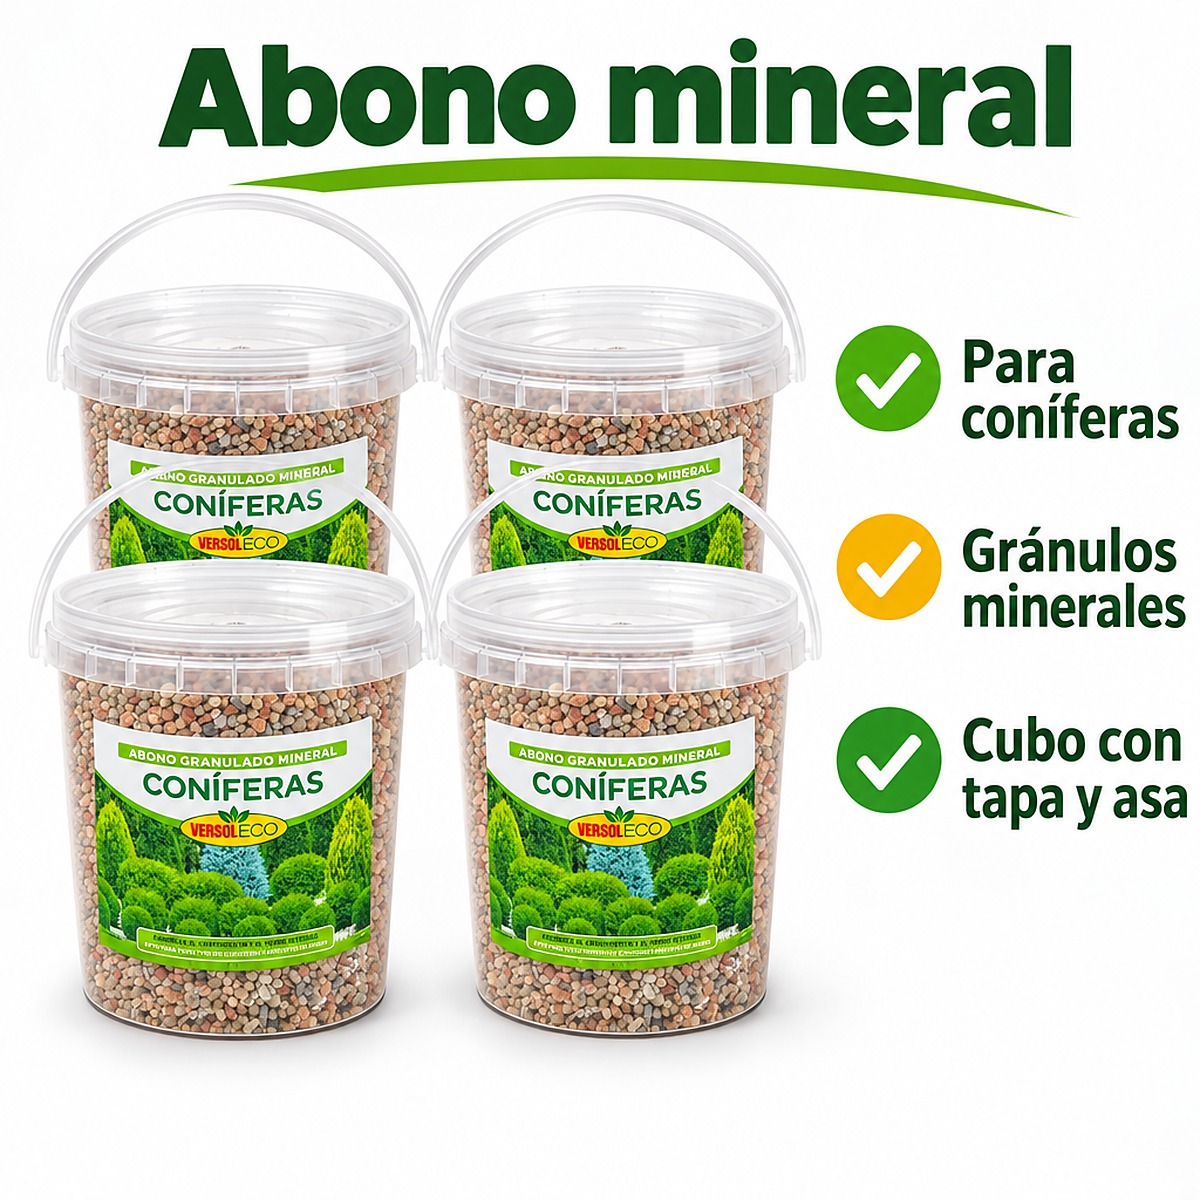 Abono mineral
ABONO GRANULADO MINERAL
CONÍFERAS
VERSOLECO
ABONO GRANULADO MINERAL
CONÍFERAS
VERSOLECO
Para
coníferas
Gránulos
minerales
Cubo con
tapa y asa
ABONO GRANULADO MINERAL
CONÍFERAS
VERSOLECO
ABONO GRANULADO MINERAL
CONÍFERAS
VERSOLECO